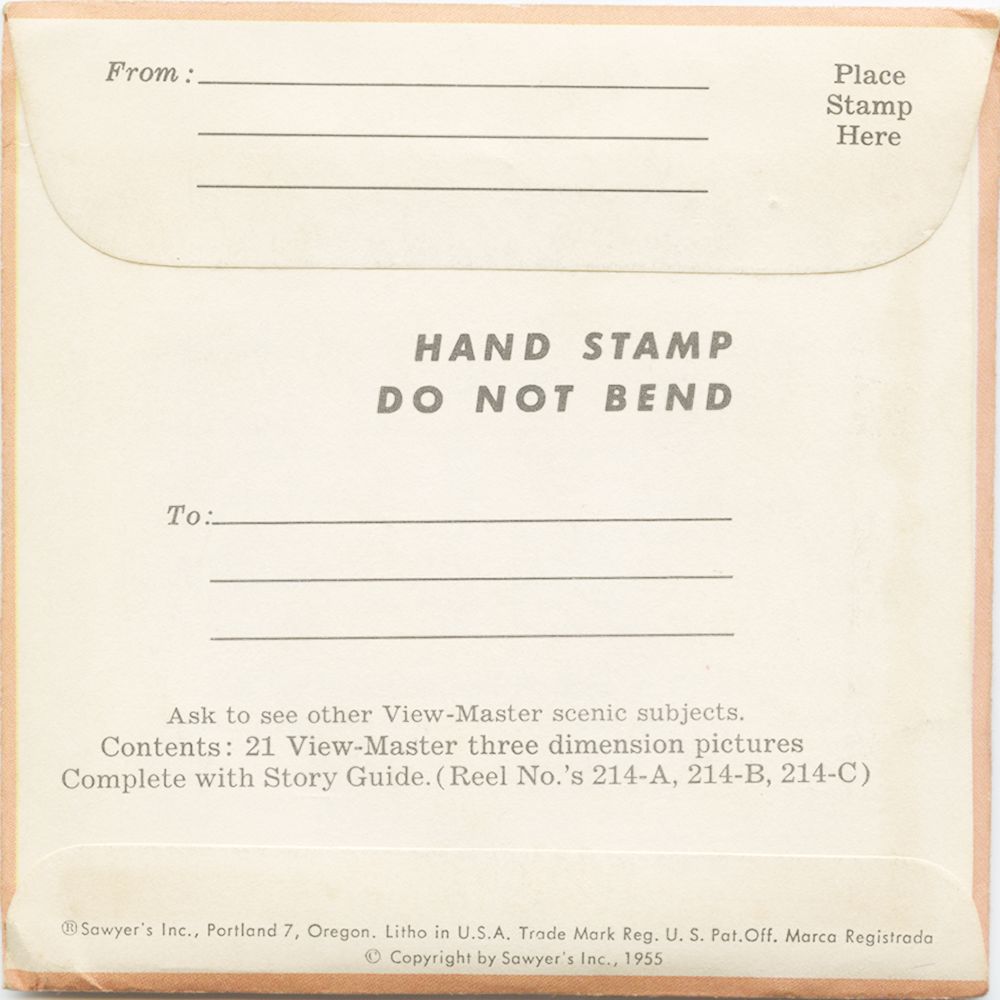 From:
Place
Stamp
Here
HAND STAMP
DO NOT BEND
To:
Ask to see other View-Master scenic subjects.
Contents: 21 View-Master three dimension pictures
Complete with Story Guide. (Reel No.'s 214-A, 214-B, 214-C)
®Sawyer's Inc., Portland 7, Oregon. Litho in U.S.A. Trade Mark Reg. U. S. Pat.Off. Marca Registrada
© Copyright by Sawyer's Inc., 1955